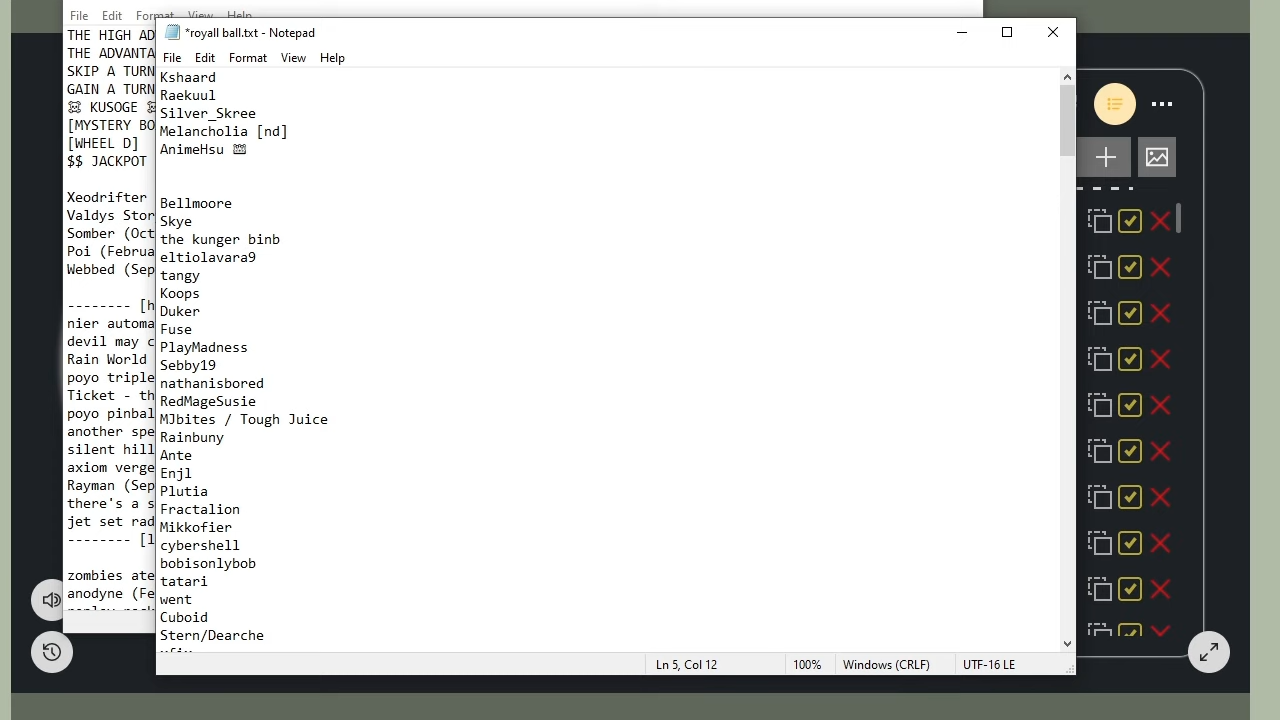 File Edit Format View Help
THE HIGH AD
THE ADVANTA
SKIP A TURN
GAIN A TURN
☠ KUSOGE ☠
[MYSTERY BO
[WHEEL D]
$$ JACKPOT
Xeodrifter
Valdys Stor
Somber (Oct
Poi (Februa
Webbed (Sep
-------- [h
nier automa
devil may c
Rain World
poyo triple
Ticket - th
poyo pinbal
another spe
silent hill
axiom verge
Rayman (Sep
there's a s
jet set rad
-------- [l
zombies ate
anodyne (Fe
*royall ball.txt - Notepad
File Edit Format View Help
Kshaard
Raekuul
Silver_Skree
Melancholia [nd]
AnimeHsu
Bellmoore
Skye
the kunger binb
eltiolavara9
tangy
Koops
Duker
Fuse
PlayMadness
Sebby19
nathanisbored
RedMageSusie
MJbites / Tough Juice
Rainbuny
Ante
Enjl
Plutia
Fractalion
Mikkofier
cybershell
bobisonlybob
tatari
went
Cuboid
Stern/Dearche
Ln 5, Col 12
100%
Windows (CRLF)
UTF-16 LE